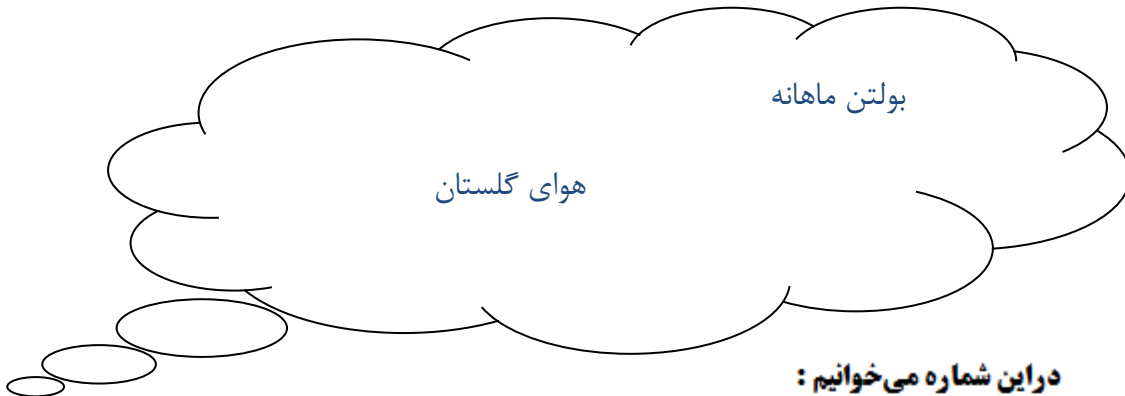 بولتن ماهانه
هوای گلستان
دراین شماره می‌خوانیم :